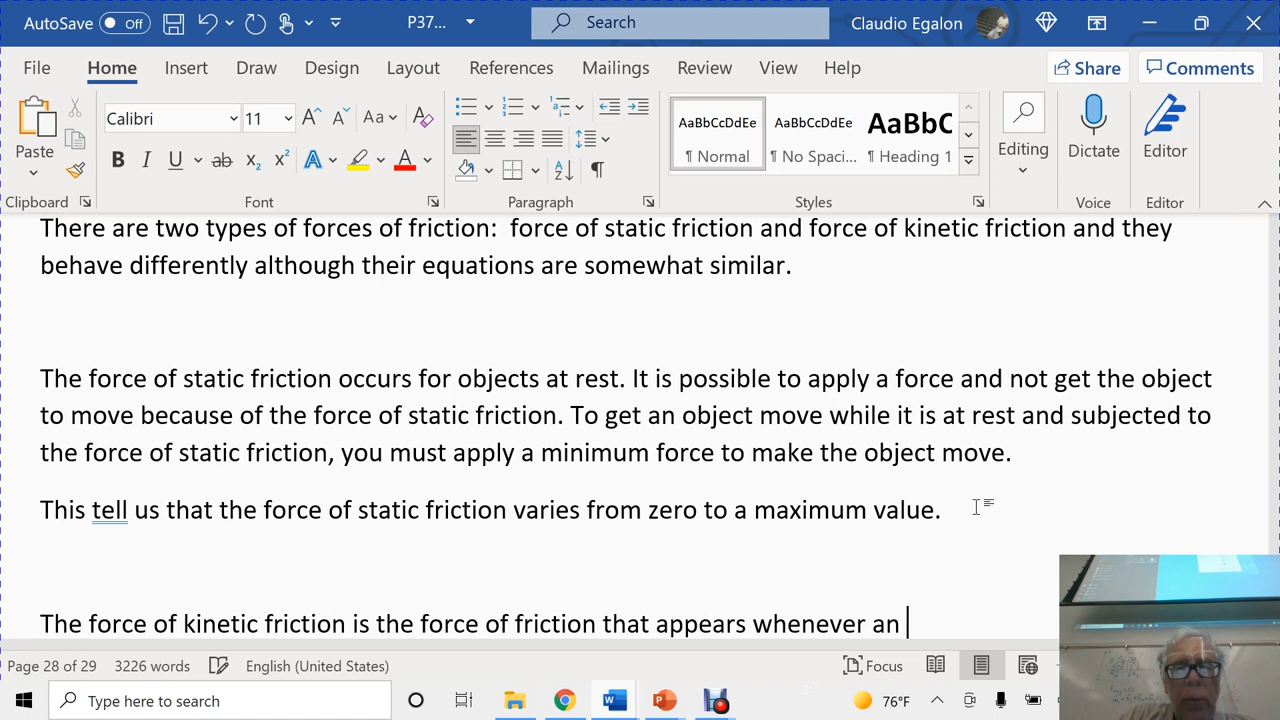 AutoSave Off P37... Search Claudio Egalon
File Home Insert Draw Design Layout References Mailings Review View Help Share Comments
Calibri 11 A^ A˅ Aa A AaBbCcDdEe AaBbCcDdEe AaBbC
Paste B I U ab x₂ x² A A ¶ Normal ¶ No Spaci... ¶ Heading 1 Editing Dictate Editor
Clipboard Font Paragraph Styles Voice Editor
There are two types of forces of friction:  force of static friction and force of kinetic friction and they
behave differently although their equations are somewhat similar.
The force of static friction occurs for objects at rest. It is possible to apply a force and not get the object
to move because of the force of static friction. To get an object move while it is at rest and subjected to
the force of static friction, you must apply a minimum force to make the object move.
This tell us that the force of static friction varies from zero to a maximum value.
The force of kinetic friction is the force of friction that appears whenever an
Page 28 of 29 3226 words English (United States) Focus
Type here to search 76°F